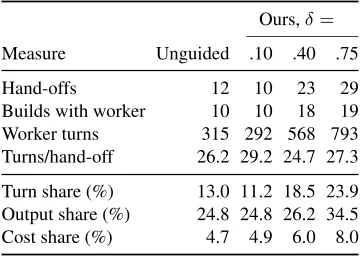 Ours, δ =
Measure Unguided .10 .40 .75
Hand-offs 12 10 23 29
Builds with worker 10 10 18 19
Worker turns 315 292 568 793
Turns/hand-off 26.2 29.2 24.7 27.3
Turn share (%) 13.0 11.2 18.5 23.9
Output share (%) 24.8 24.8 26.2 34.5
Cost share (%) 4.7 4.9 6.0 8.0